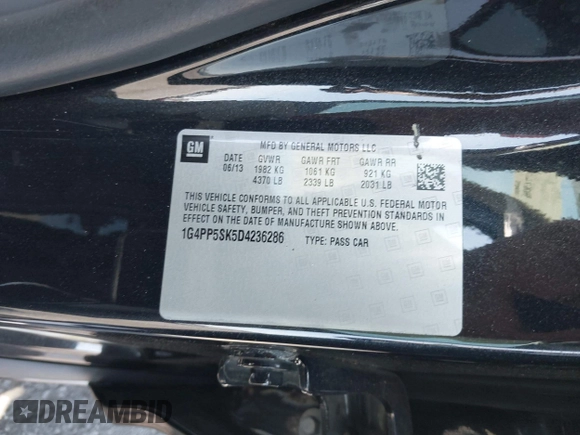 GM
MFD BY GENERAL MOTORS LLC
DATE GVWR GAWR FRT GAWR RR
06/13 1982 KG 1061 KG 921 KG
4370 LB 2339 LB 2031 LB
THIS VEHICLE CONFORMS TO ALL APPLICABLE U.S. FEDERAL MOTOR
VEHICLE SAFETY, BUMPER, AND THEFT PREVENTION STANDARDS IN
EFFECT ON THE DATE OF MANUFACTURE SHOWN ABOVE.
1G4PP5SK5D4236286 TYPE: PASS CAR
DREAMBID